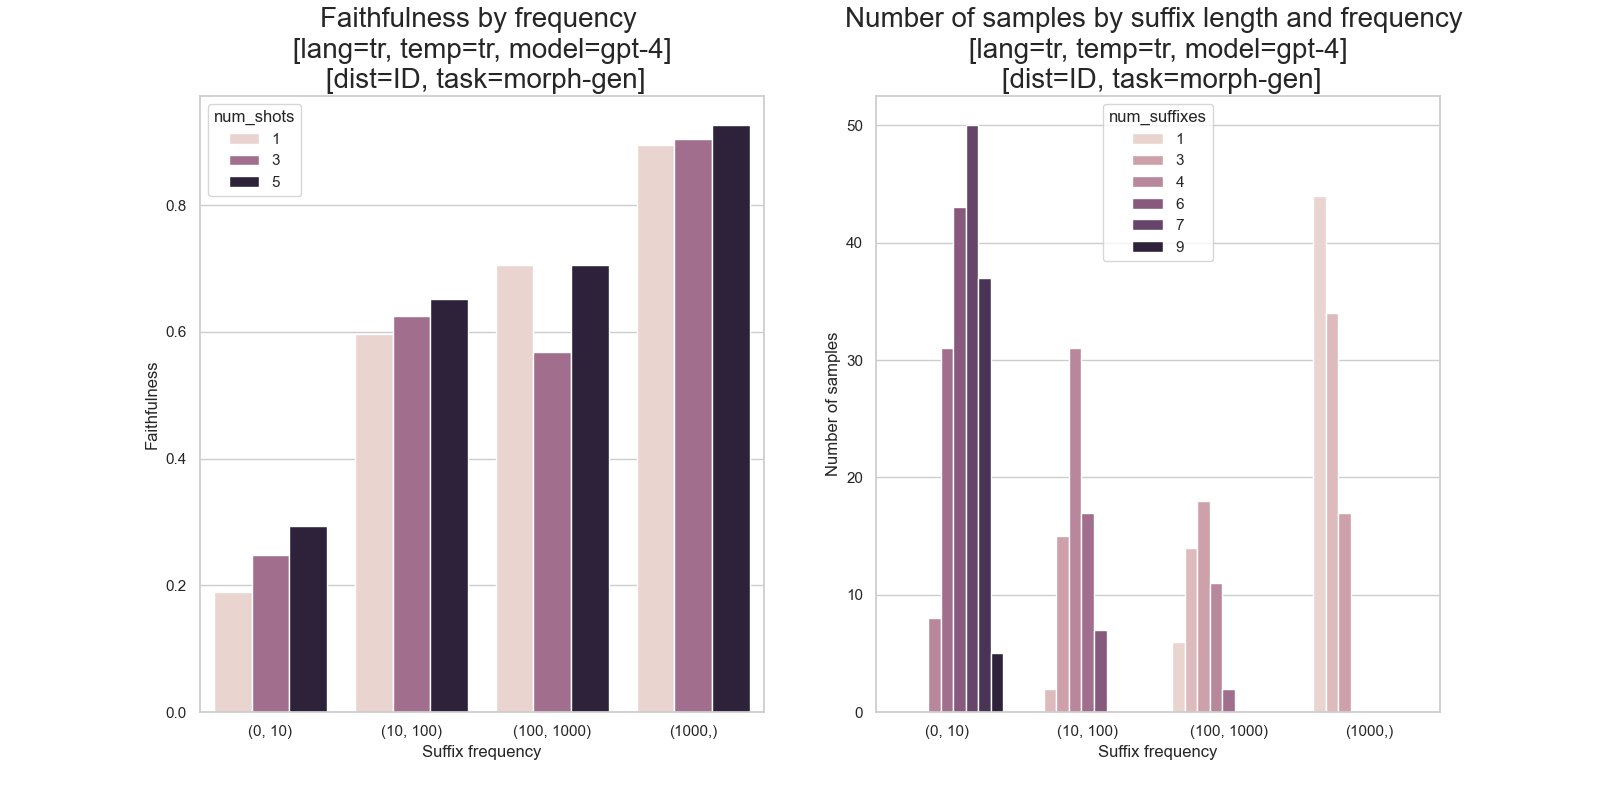 Faithfulness by frequency
[lang=tr, temp=tr, model=gpt-4]
[dist=ID, task=morph-gen]
num_shots
1
3
5
0.8
0.6
0.4
0.2
0.0
Faithfulness
(0, 10)
(10, 100)
(100, 1000)
(1000,)
Suffix frequency
Number of samples by suffix length and frequency
[lang=tr, temp=tr, model=gpt-4]
[dist=ID, task=morph-gen]
num_suffixes
1
3
4
6
7
9
50
40
30
20
10
0
Number of samples
(0, 10)
(10, 100)
(100, 1000)
(1000,)
Suffix frequency